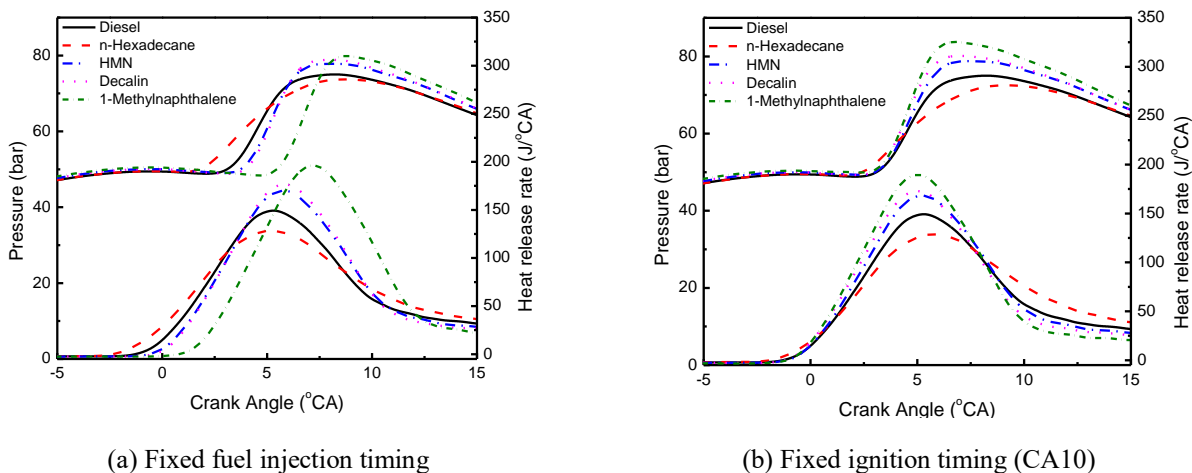 Diesel
n-Hexadecane
HMN
Decalin
1-Methylnaphthalene
80
60
40
20
0
Pressure (bar)
350
300
250
200
150
100
50
0
Heat release rate (J/°CA)
-5 0 5 10 15
Crank Angle (°CA)
(a) Fixed fuel injection timing
Diesel
n-Hexadecane
HMN
Decalin
1-Methylnaphthalene
80
60
40
20
0
Pressure (bar)
350
300
250
200
150
100
50
0
Heat release rate (J/°CA)
-5 0 5 10 15
Crank Angle (°CA)
(b) Fixed ignition timing (CA10)